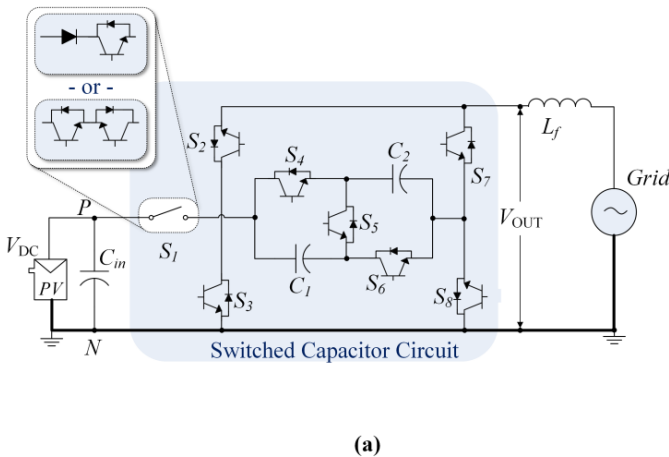 - or -
S2
S4
C2
S7
Lf
Grid
P
S1
S5
VOUT
VDC
Cin
PV
C1
S6
S3
S8
N
Switched Capacitor Circuit
(a)